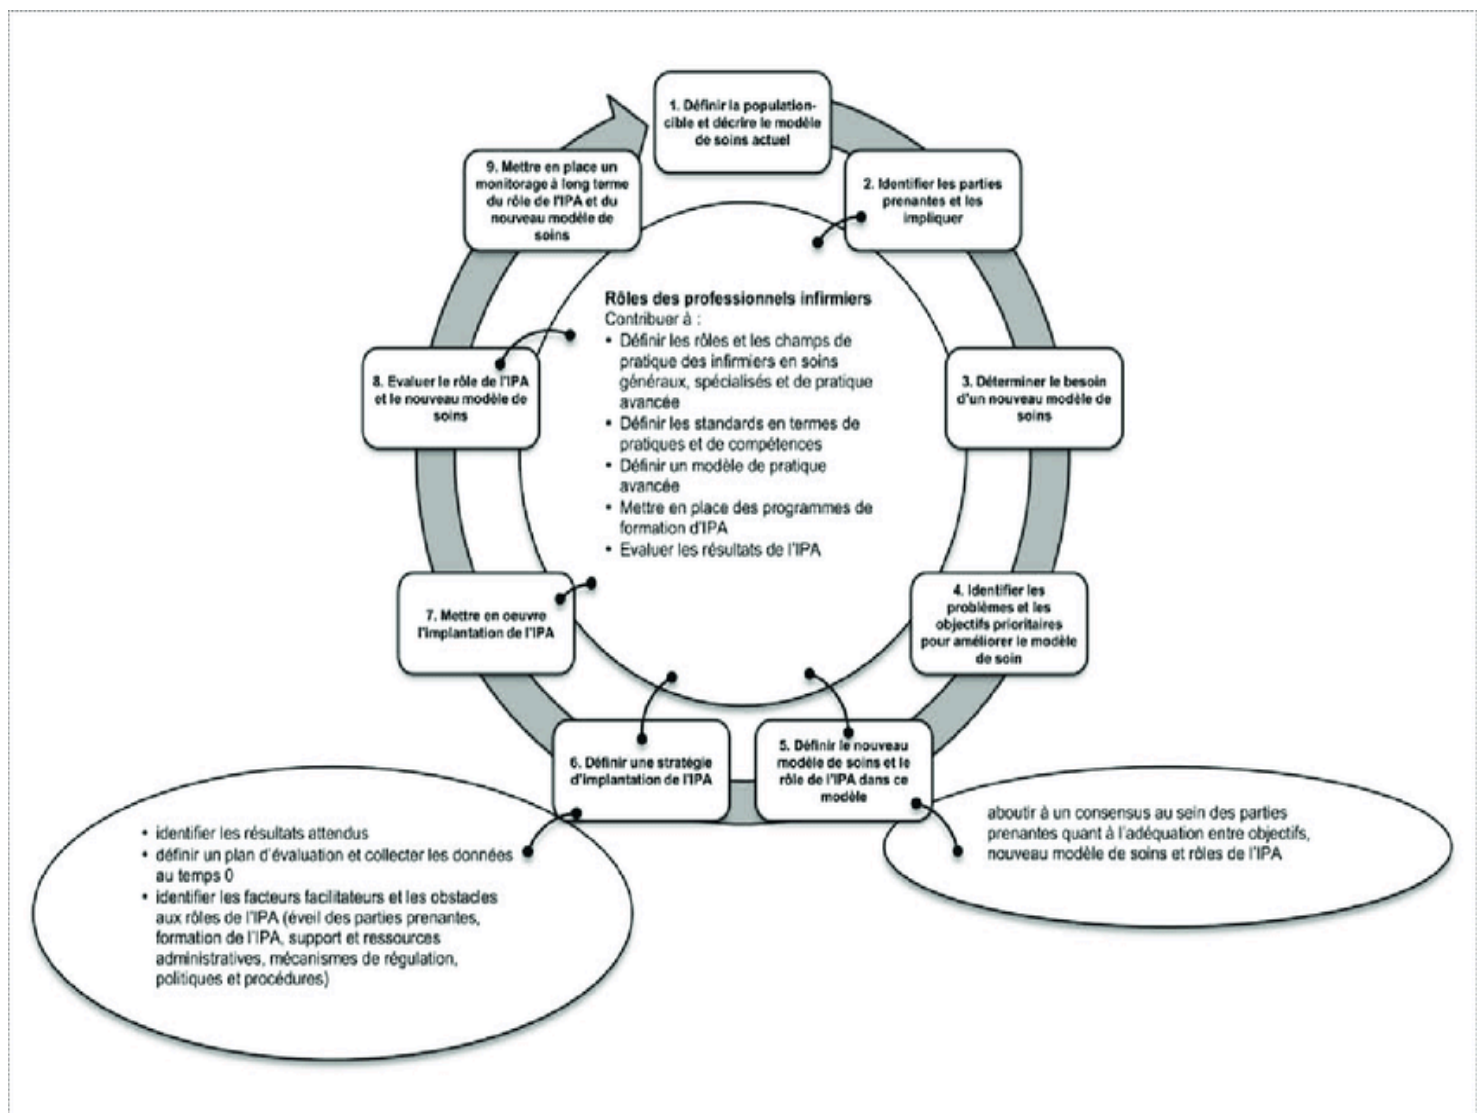 1. Définir la population-
cible et décrire le modèle
de soins actuel
2. Identifier les parties
prenantes et les
impliquer
3. Déterminer le besoin
d'un nouveau modèle de
soins
4. Identifier les
problèmes et les
objectifs prioritaires
pour améliorer le modèle
de soin
5. Définir le nouveau
modèle de soins et le
rôle de l'IPA dans ce
modèle
6. Définir une stratégie
d'implantation de l'IPA
7. Mettre en oeuvre
l'implantation de l'IPA
8. Evaluer le rôle de l'IPA
et le nouveau modèle de
soins
9. Mettre en place un
monitorage à long terme
du rôle de l'IPA et du
nouveau modèle de
soins
Rôles des professionnels infirmiers
Contribuer à :
• Définir les rôles et les champs de
pratique des infirmiers en soins
généraux, spécialisés et de pratique
avancée
• Définir les standards en termes de
pratiques et de compétences
• Définir un modèle de pratique
avancée
• Mettre en place des programmes de
formation d'IPA
• Evaluer les résultats de l'IPA
• identifier les résultats attendus
• définir un plan d'évaluation et collecter les données
au temps 0
• identifier les facteurs facilitateurs et les obstacles
aux rôles de l'IPA (éveil des parties prenantes,
formation de l'IPA, support et ressources
administratives, mécanismes de régulation,
politiques et procédures)
aboutir à un consensus au sein des parties
prenantes quant à l'adéquation entre objectifs,
nouveau modèle de soins et rôles de l'IPA